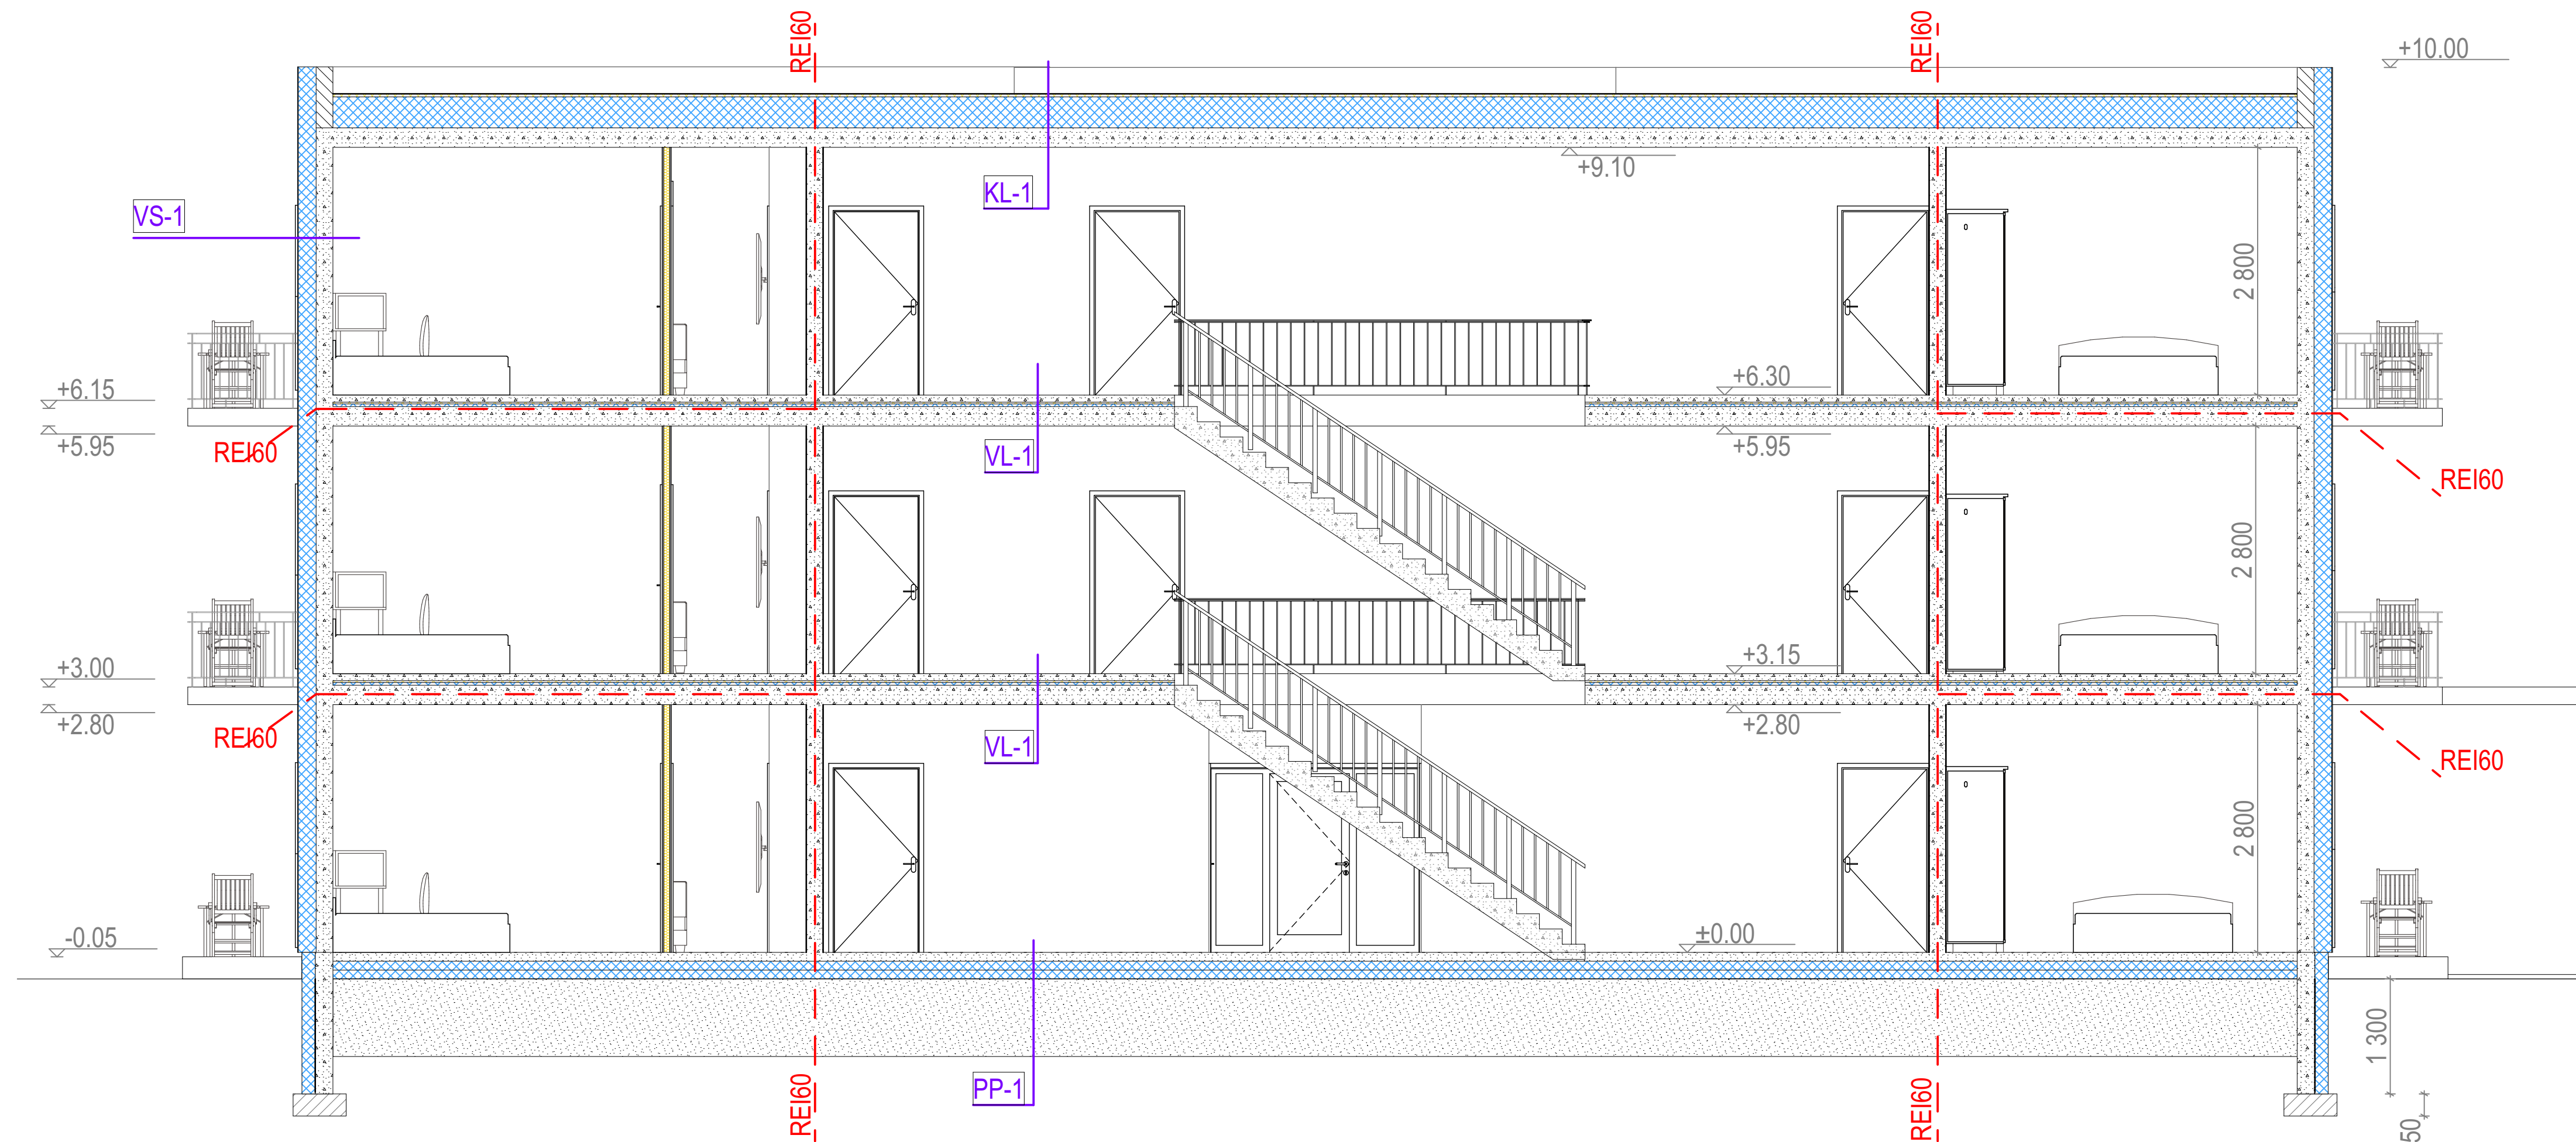 REI60
REI60
+10.00
+9.10
KL-1
VS-1
2 800
+6.15
+6.30
+5.95
+5.95
REI60
VL-1
REI60
2 800
+3.00
+3.15
+2.80
+2.80
REI60
VL-1
REI60
2 800
-0.05
±0.00
1 300
PP-1
REI60
REI60
50